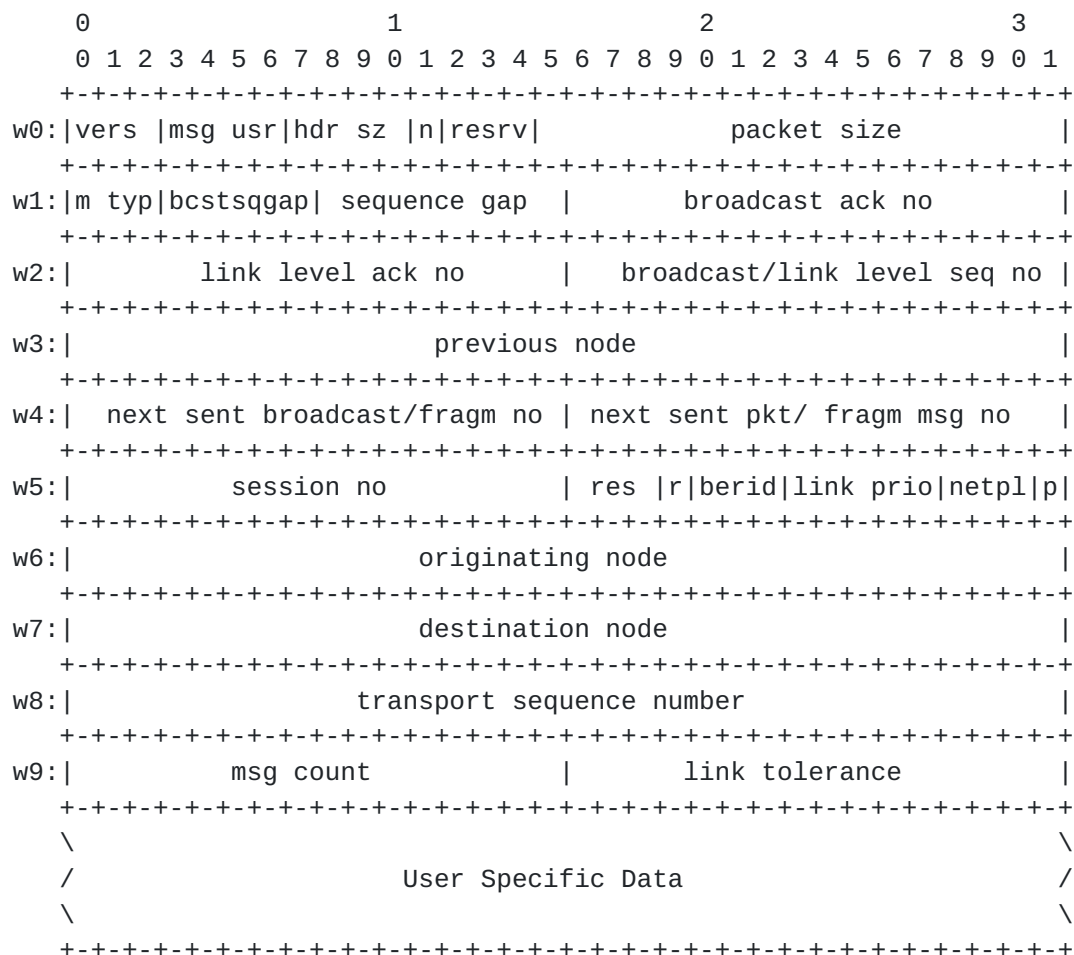 0                   1                   2                   3
    0 1 2 3 4 5 6 7 8 9 0 1 2 3 4 5 6 7 8 9 0 1 2 3 4 5 6 7 8 9 0 1
   +-+-+-+-+-+-+-+-+-+-+-+-+-+-+-+-+-+-+-+-+-+-+-+-+-+-+-+-+-+-+-+-+
w0:|vers |msg usr|hdr sz |n|resrv|            packet size          |
   +-+-+-+-+-+-+-+-+-+-+-+-+-+-+-+-+-+-+-+-+-+-+-+-+-+-+-+-+-+-+-+-+
w1:|m typ|bcstsqgap| sequence gap  |       broadcast ack no        |
   +-+-+-+-+-+-+-+-+-+-+-+-+-+-+-+-+-+-+-+-+-+-+-+-+-+-+-+-+-+-+-+-+
w2:|        link level ack no      |   broadcast/link level seq no |
   +-+-+-+-+-+-+-+-+-+-+-+-+-+-+-+-+-+-+-+-+-+-+-+-+-+-+-+-+-+-+-+-+
w3:|                       previous node                           |
   +-+-+-+-+-+-+-+-+-+-+-+-+-+-+-+-+-+-+-+-+-+-+-+-+-+-+-+-+-+-+-+-+
w4:|  next sent broadcast/fragm no | next sent pkt/ fragm msg no   |
   +-+-+-+-+-+-+-+-+-+-+-+-+-+-+-+-+-+-+-+-+-+-+-+-+-+-+-+-+-+-+-+-+
w5:|          session no           | res |r|berid|link prio|netpl|p|
   +-+-+-+-+-+-+-+-+-+-+-+-+-+-+-+-+-+-+-+-+-+-+-+-+-+-+-+-+-+-+-+-+
w6:|                      originating node                         |
   +-+-+-+-+-+-+-+-+-+-+-+-+-+-+-+-+-+-+-+-+-+-+-+-+-+-+-+-+-+-+-+-+
w7:|                      destination node                         |
   +-+-+-+-+-+-+-+-+-+-+-+-+-+-+-+-+-+-+-+-+-+-+-+-+-+-+-+-+-+-+-+-+
w8:|                  transport sequence number                    |
   +-+-+-+-+-+-+-+-+-+-+-+-+-+-+-+-+-+-+-+-+-+-+-+-+-+-+-+-+-+-+-+-+
w9:|          msg count            |       link tolerance          |
   +-+-+-+-+-+-+-+-+-+-+-+-+-+-+-+-+-+-+-+-+-+-+-+-+-+-+-+-+-+-+-+-+
   \                                                               \
   /                     User Specific Data                        /
   \                                                               \
   +-+-+-+-+-+-+-+-+-+-+-+-+-+-+-+-+-+-+-+-+-+-+-+-+-+-+-+-+-+-+-+-+